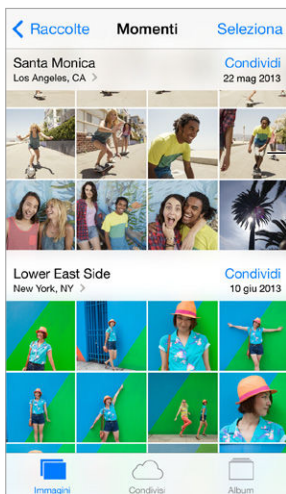 Raccolte Momenti Seleziona
Santa Monica Condividi
Los Angeles, CA > 22 mag 2013
Lower East Side Condividi
New York, NY > 10 giu 2013
Immagini Condivisi Album